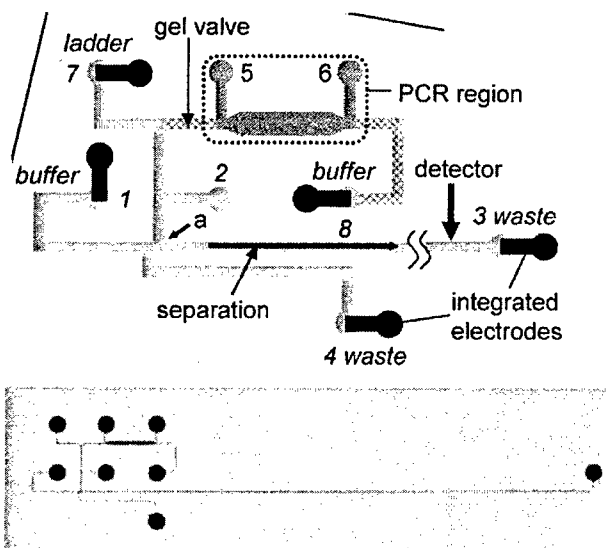 gel valve
ladder
7
5
6
PCR region
buffer
1
2
buffer
detector
a
8
3 waste
separation
integrated
electrodes
4 waste